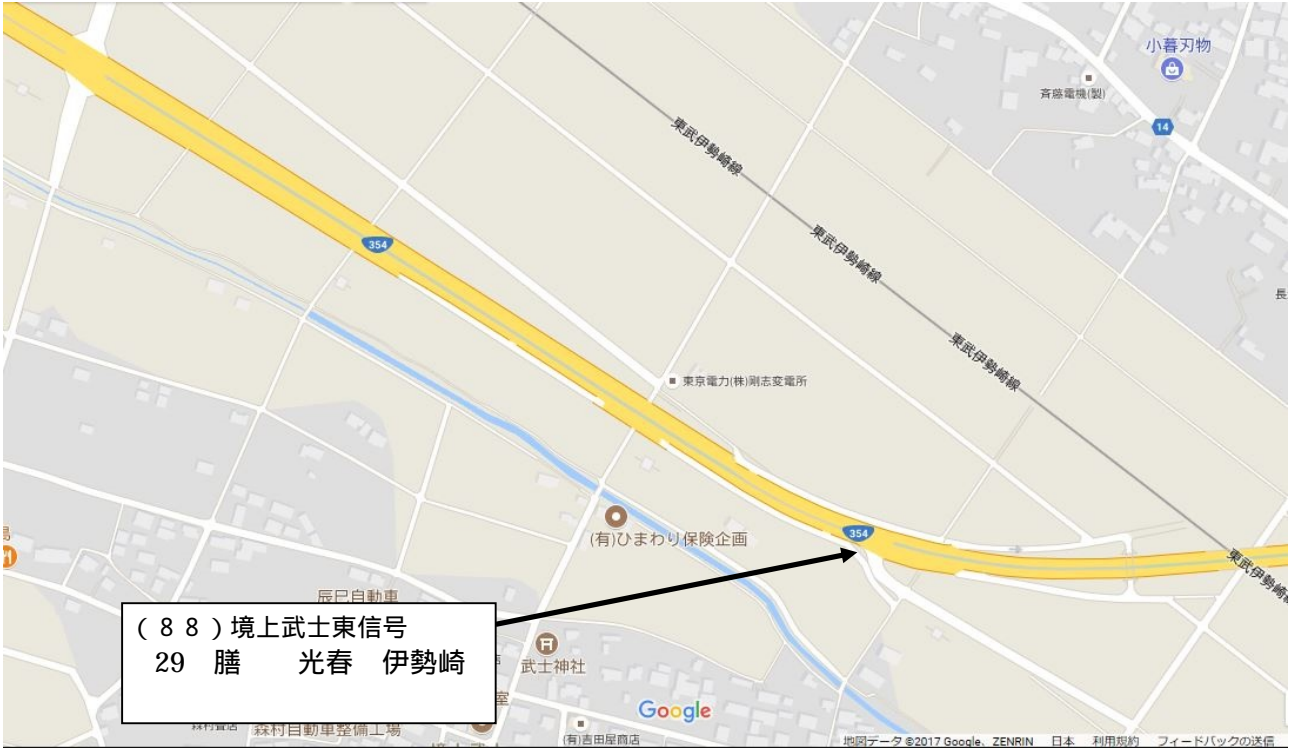 小暮刃物
斉藤電機(製)
14
東武伊勢崎線
東武伊勢崎線
354
長
東武伊勢崎線
東京電力(株)剛志変電所
(有)ひまわり保険企画
354
東武伊勢崎
辰巳自動車
(88)境上武士東信号
29 膳 光春 伊勢崎
武士神社
室
森村自動車整備工場
(有)吉田屋商店
Google
地図データ ©2017 Google、ZENRIN 日本 利用規約 フィードバックの送信